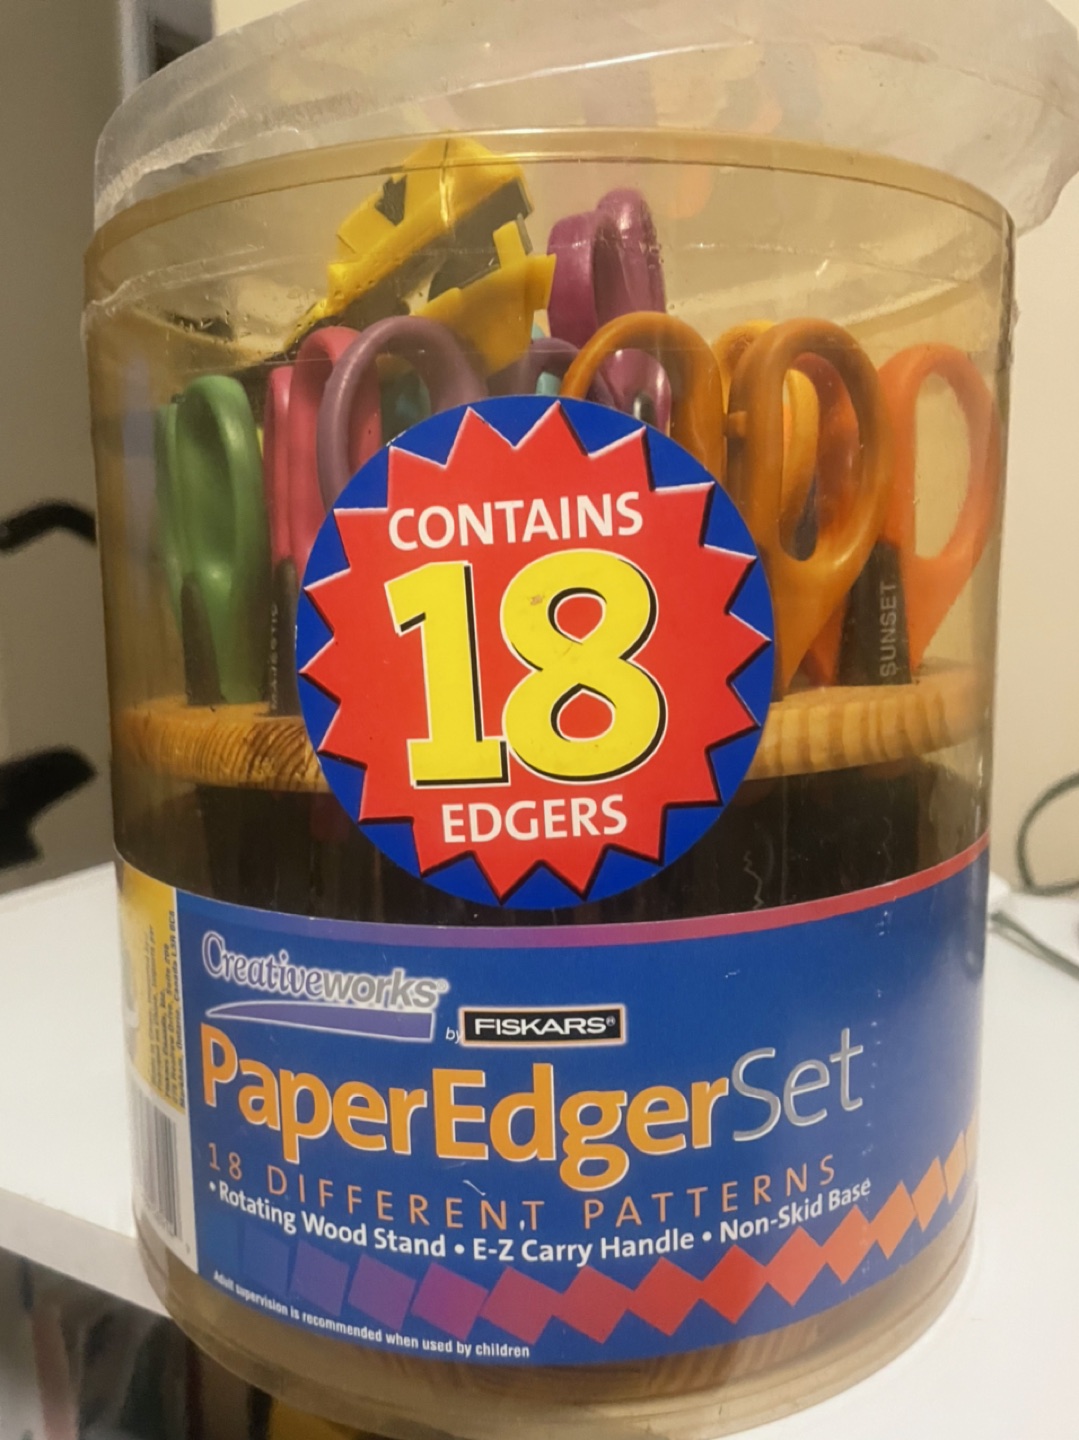 CONTAINS
18
EDGERS
MAJESTIC
SUNSET
Creativeworks®
by FISKARS®
PaperEdgerSet
18 DIFFERENT PATTERNS
• Rotating Wood Stand • E-Z Carry Handle • Non-Skid Base
Adult supervision is recommended when used by children